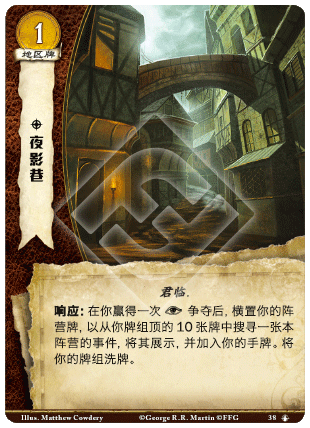 1
地区牌
夜影巷
君临.
响应: 在你赢得一次 争夺后, 横置你的阵
营牌, 以从你牌组顶的 10 张牌中搜寻一张本
阵营的事件, 将其展示, 并加入你的手牌。将
你的牌组洗牌。
Illus. Matthew Cowdery ©George R.R. Martin ©FFG 38